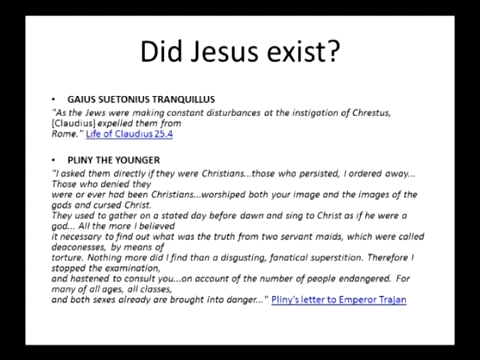 Did Jesus exist?
• GAIUS SUETONIUS TRANQUILLUS
"As the Jews were making constant disturbances at the instigation of Chrestus,
[Claudius] expelled them from
Rome." Life of Claudius 25.4
• PLINY THE YOUNGER
"I asked them directly if they were Christians...those who persisted, I ordered away...
Those who denied they
were or ever had been Christians...worshiped both your image and the images of the
gods and cursed Christ.
They used to gather on a stated day before dawn and sing to Christ as if he were a
god... All the more I believed
it necessary to find out what was the truth from two servant maids, which were called
deaconesses, by means of
torture. Nothing more did I find than a disgusting, fanatical superstition. Therefore I
stopped the examination,
and hastened to consult you...on account of the number of people endangered. For
many of all ages, all classes,
and both sexes already are brought into danger..." Pliny's letter to Emperor Trajan